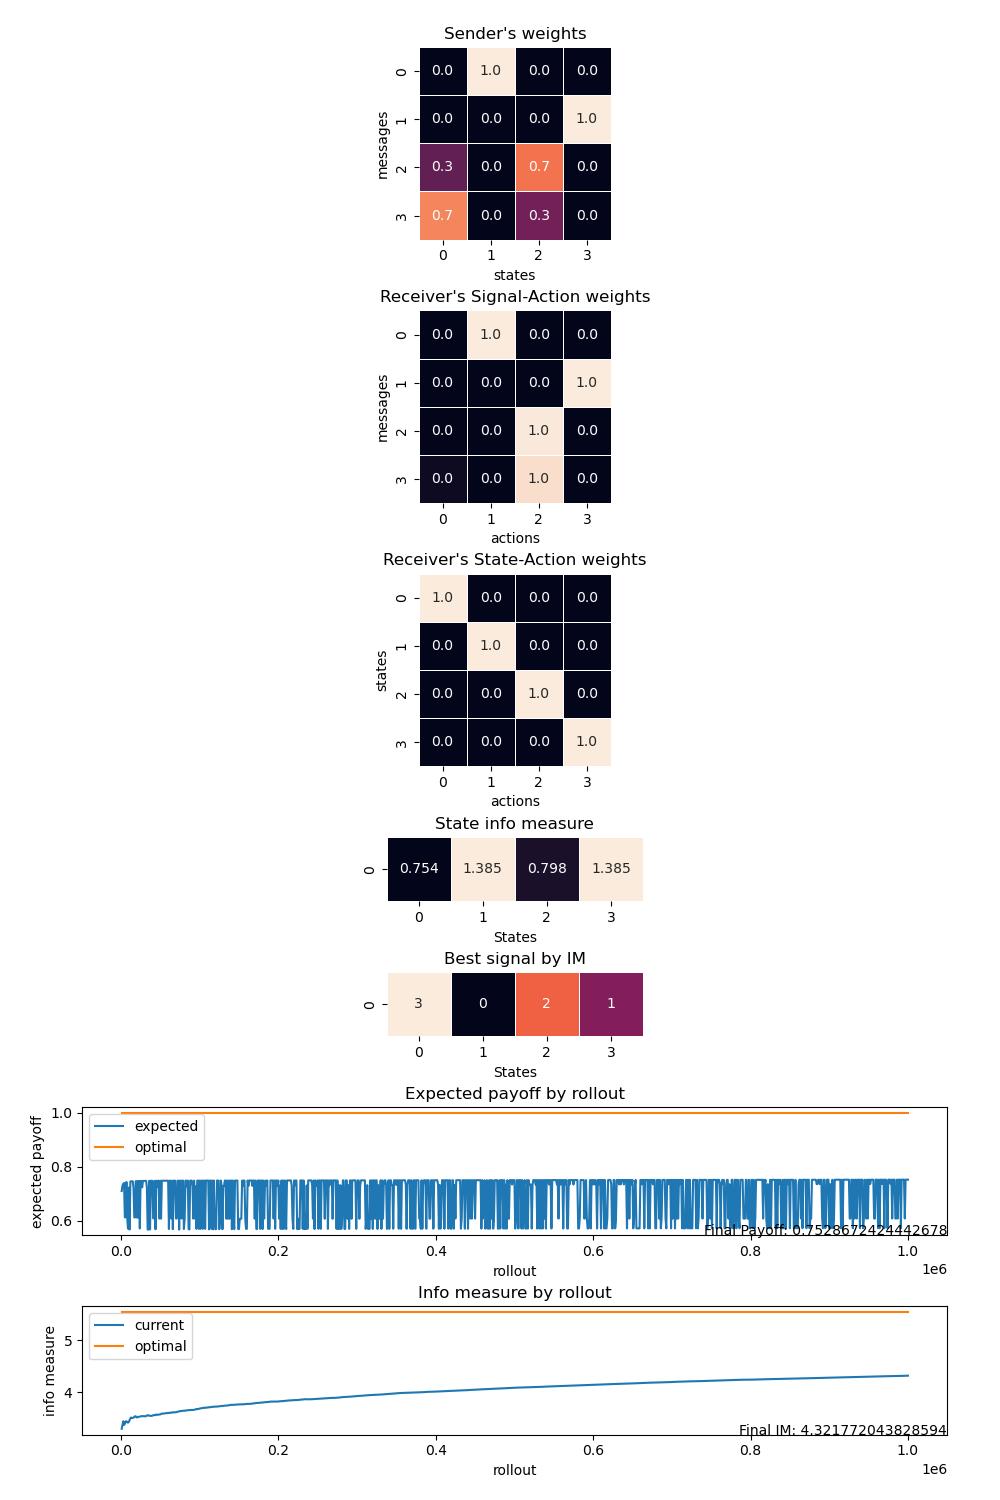 Sender's weights
0 0.0 1.0 0.0 0.0
1 0.0 0.0 0.0 1.0
messages
2 0.3 0.0 0.7 0.0
3 0.7 0.0 0.3 0.0
0 1 2 3
states
Receiver's Signal-Action weights
0 0.0 1.0 0.0 0.0
1 0.0 0.0 0.0 1.0
messages
2 0.0 0.0 1.0 0.0
3 0.0 0.0 1.0 0.0
0 1 2 3
actions
Receiver's State-Action weights
0 1.0 0.0 0.0 0.0
1 0.0 1.0 0.0 0.0
states
2 0.0 0.0 1.0 0.0
3 0.0 0.0 0.0 1.0
0 1 2 3
actions
State info measure
0 0.754 1.385 0.798 1.385
0 1 2 3
States
Best signal by IM
0 3 0 2 1
0 1 2 3
States
Expected payoff by rollout
expected payoff
1.0
0.8
0.6
expected
optimal
Final Payoff: 0.7528672424442678
0.0 0.2 0.4 0.6 0.8 1.0
1e6
rollout
Info measure by rollout
info measure
5
4
current
optimal
Final IM: 4.321772043828594
0.0 0.2 0.4 0.6 0.8 1.0
1e6
rollout